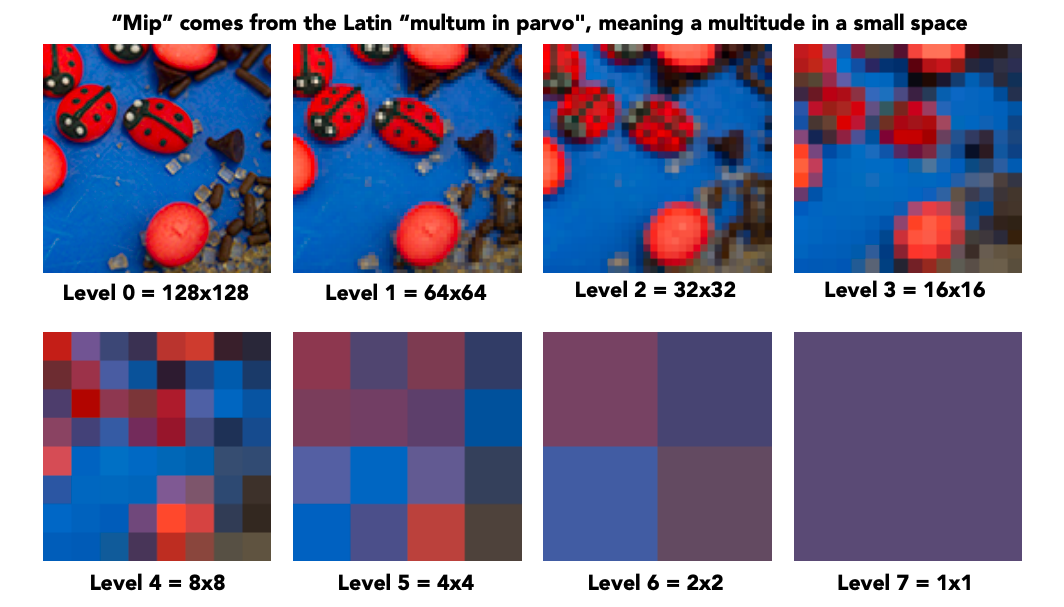 “Mip” comes from the Latin “multum in parvo", meaning a multitude in a small space
Level 0 = 128x128
Level 1 = 64x64
Level 2 = 32x32
Level 3 = 16x16
Level 4 = 8x8
Level 5 = 4x4
Level 6 = 2x2
Level 7 = 1x1